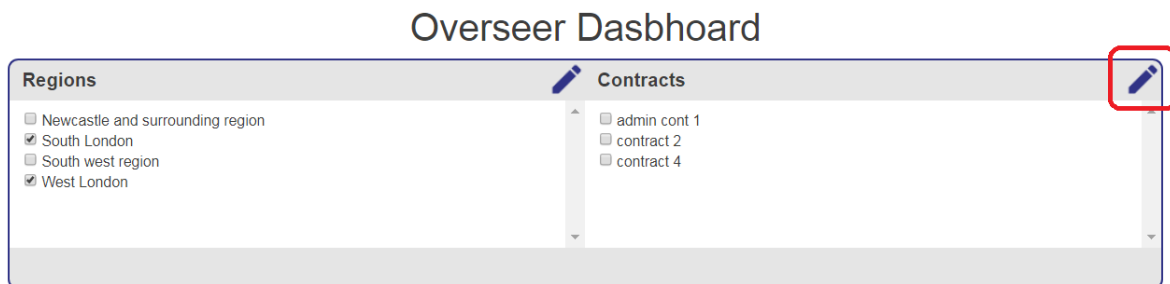 Overseer Dasbhoard
Regions
Newcastle and surrounding region
South London
South west region
West London
Contracts
admin cont 1
contract 2
contract 4